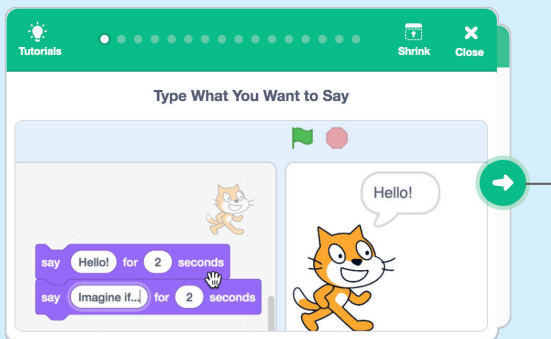 Tutorials
Shrink
Close
Type What You Want to Say
Hello!
say Hello! for 2 seconds
say Imagine if... for 2 seconds